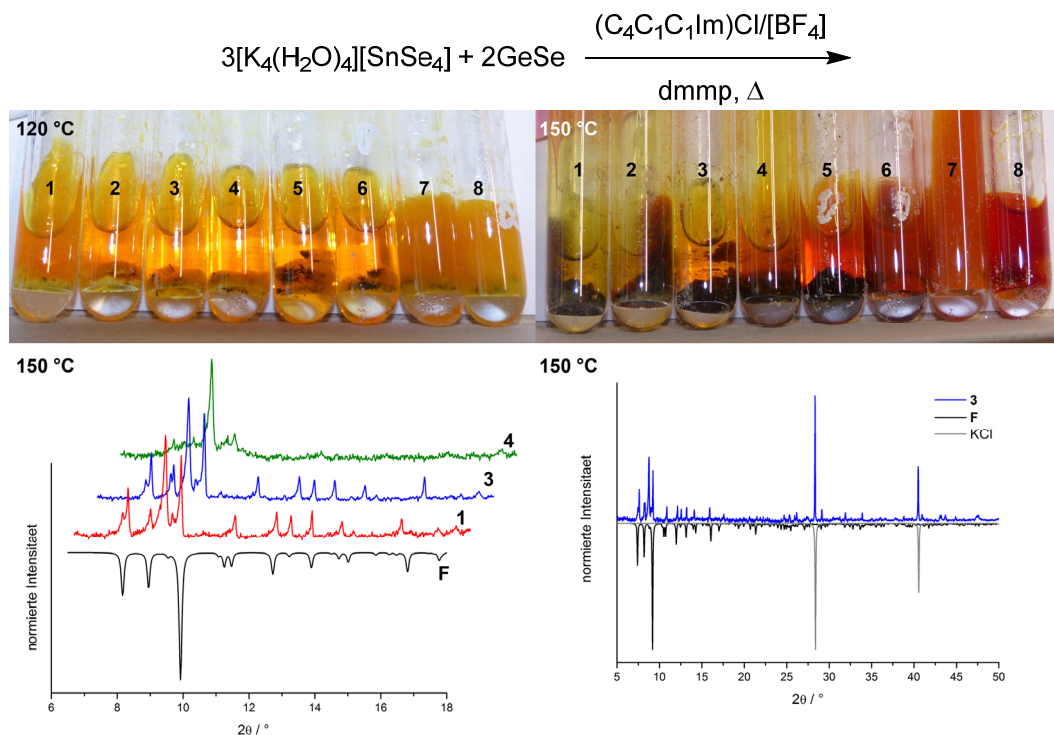 (C₄C₁C₁Im)Cl/[BF₄]
3[K₄(H₂O)₄][SnSe₄] + 2GeSe
dmmp, Δ
120 °C
1 2 3 4 5 6 7 8
150 °C
1 2 3 4 5 6 7 8
150 °C
4
3
1
F
normierte Intensitaet
6 8 10 12 14 16 18
2θ / °
150 °C
3
F
KCl
normierte Intensitaet
5 10 15 20 25 30 35 40 45 50
2θ / °